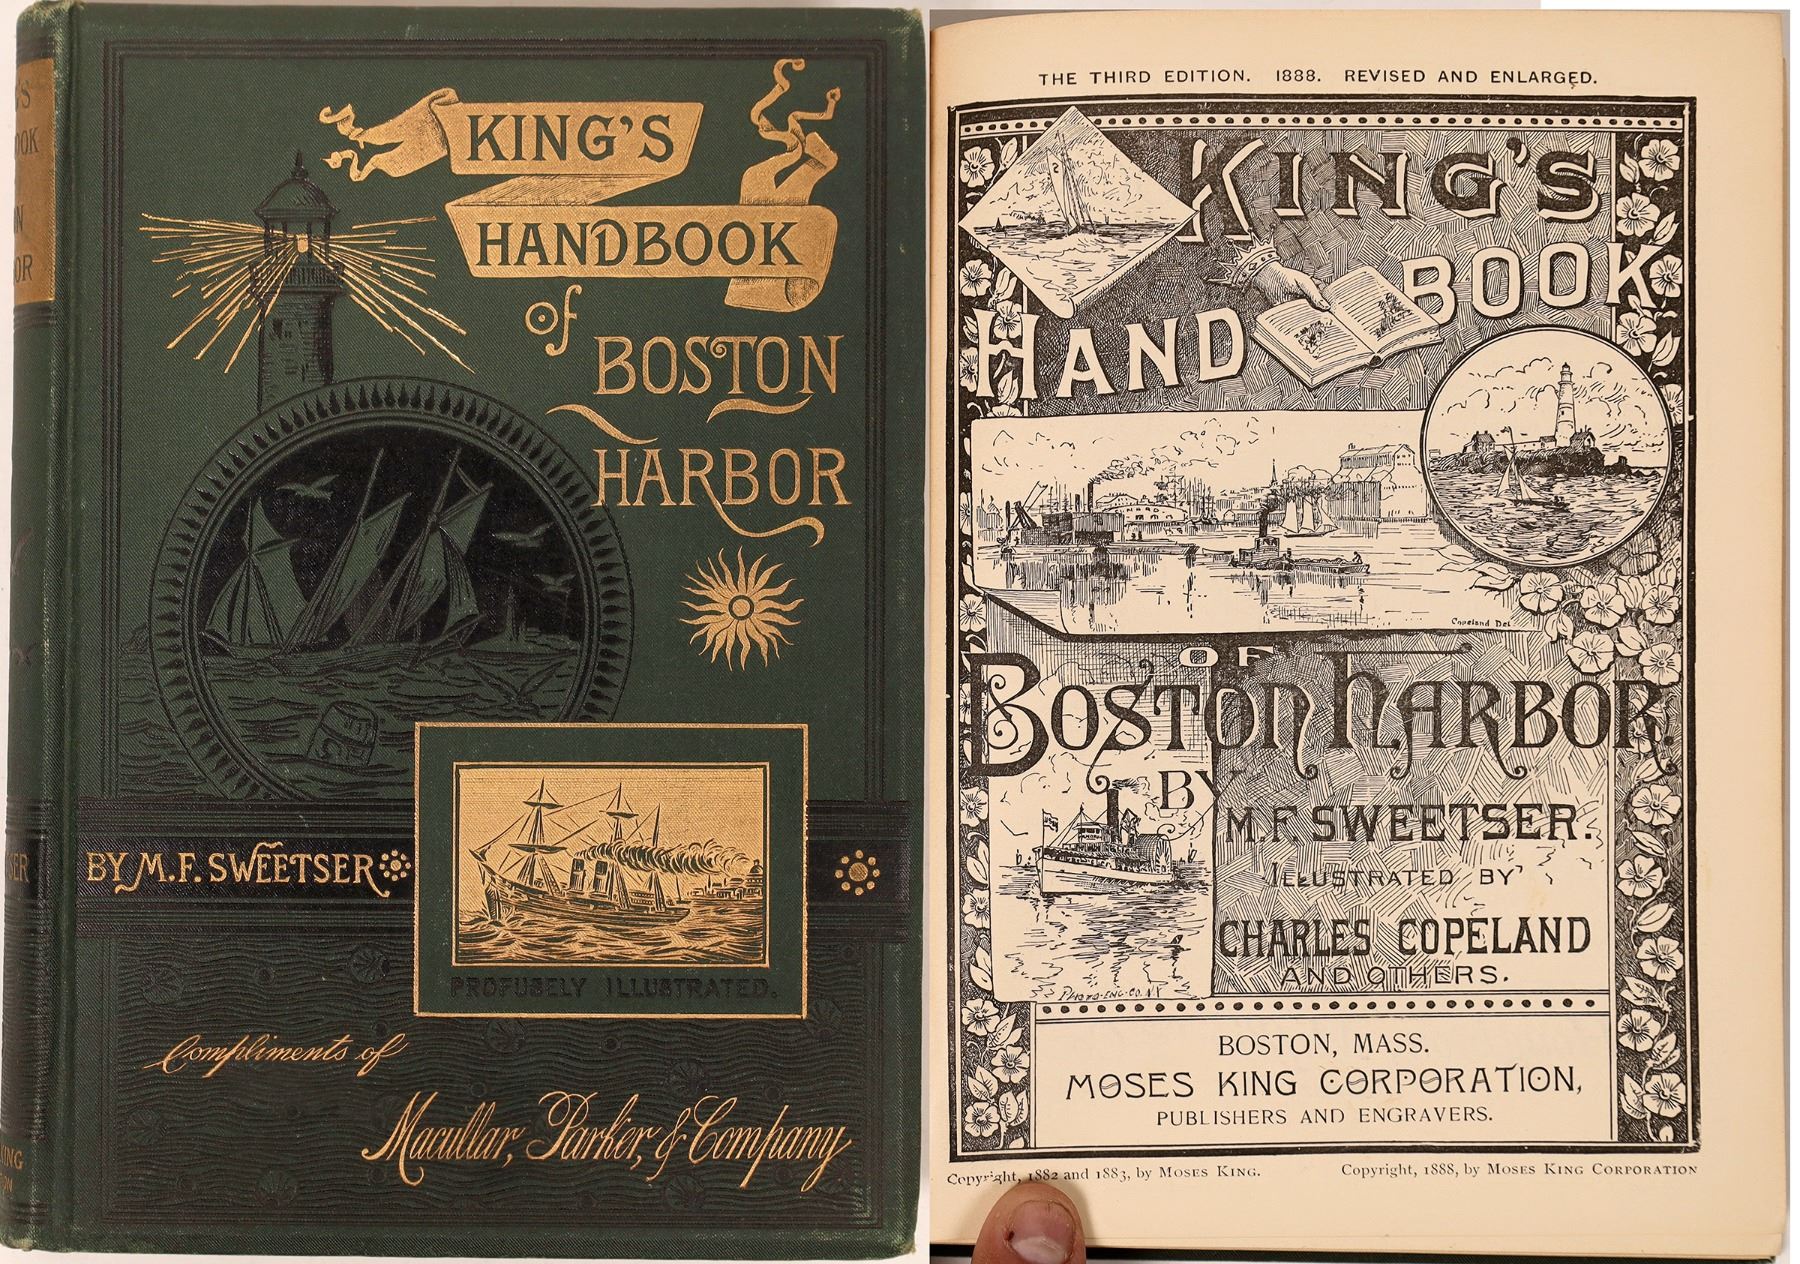 KING'S
HANDBOOK
of
BOSTON
HARBOR
BY M.F. SWEETSER
PROFUSELY ILLUSTRATED.
Compliments of
Macullar, Parker, & Company
THE THIRD EDITION. 1888. REVISED AND ENLARGED.
KING'S
HAND BOOK
Copeland Del.
OF
BOSTON HARBOR.
BY
M.F. SWEETSER.
ILLUSTRATED BY
CHARLES COPELAND
AND OTHERS.
PHOTO-ENG. CO. N.Y.
BOSTON, MASS.
MOSES KING CORPORATION,
PUBLISHERS AND ENGRAVERS.
Copyright, 1882 and 1883, by MOSES KING.
Copyright, 1888, by MOSES KING CORPORATION